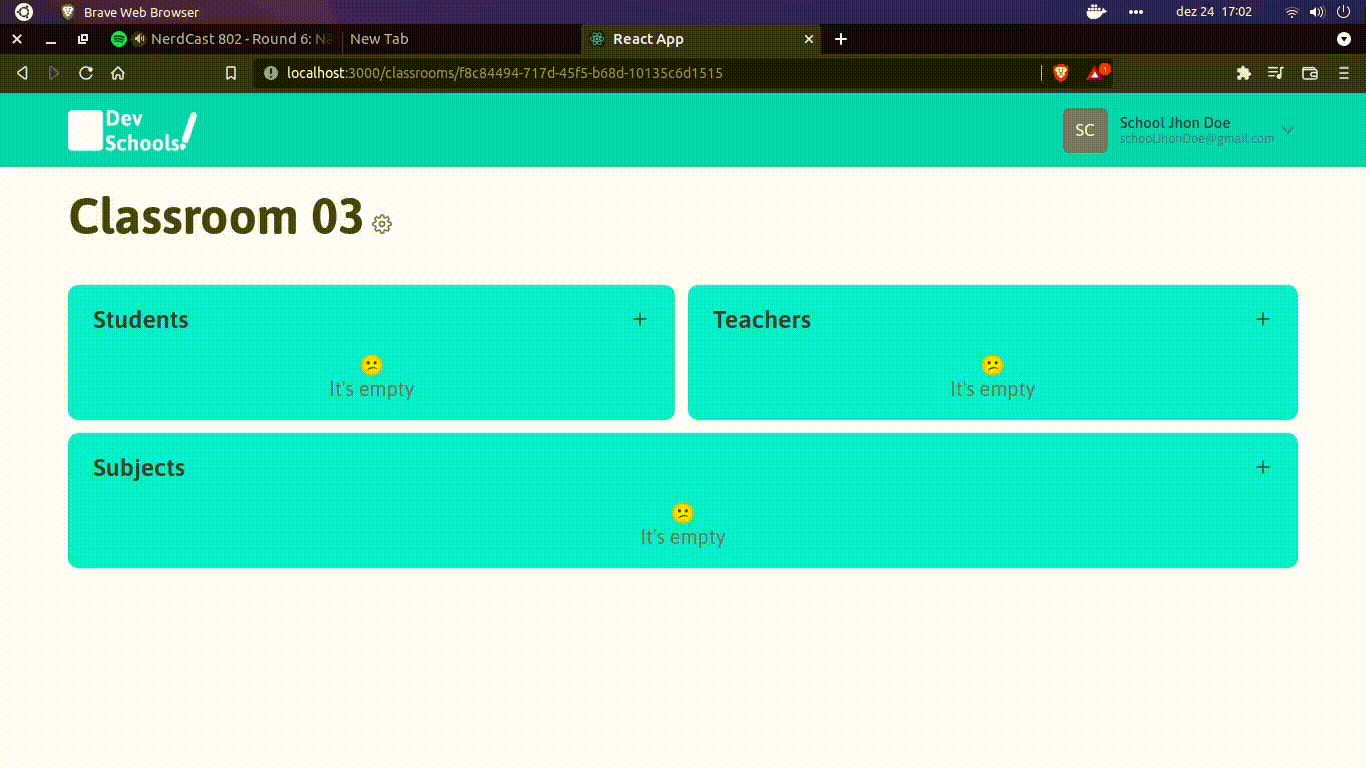 Brave Web Browser
dez 24 17:02
NerdCast 802 - Round 6: Na
New Tab
React App
localhost:3000/classrooms/f8c84494-717d-45f5-b68d-10135c6d1515
1
Dev
Schools!
SC
School Jhon Doe
schoolJhonDoe@gmail.com
Classroom 03
Students
Teachers
It's empty
It's empty
Subjects
It's empty